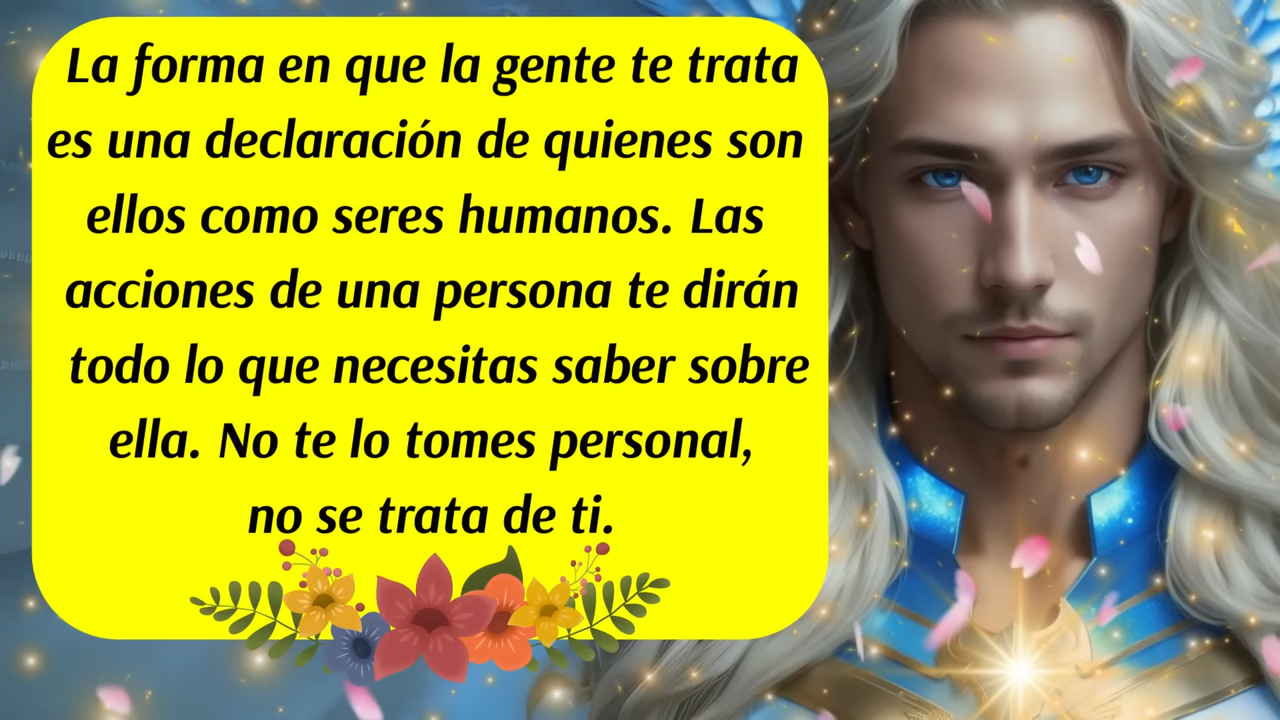 La forma en que la gente te trata
es una declaración de quienes son
ellos como seres humanos. Las
acciones de una persona te dirán
todo lo que necesitas saber sobre
ella. No te lo tomes personal,
no se trata de ti.